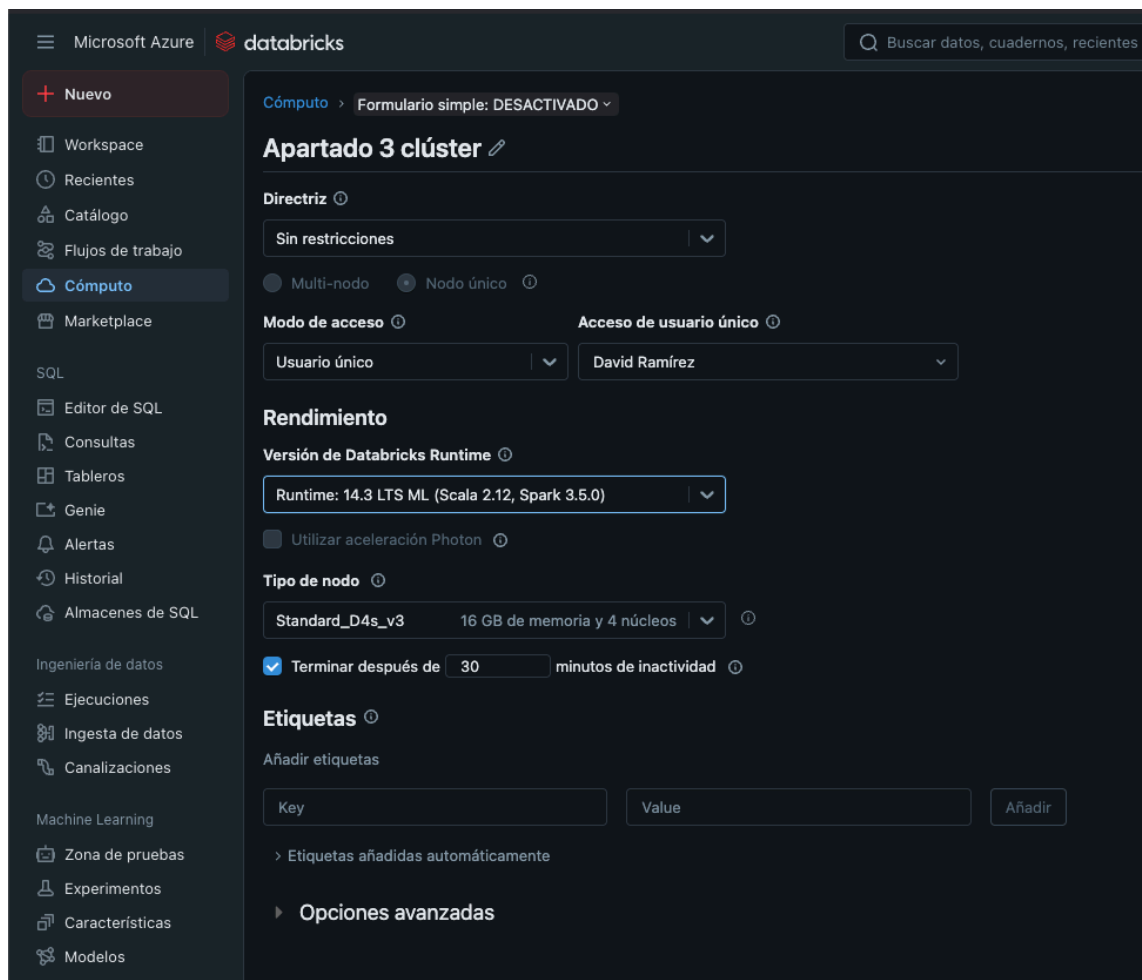 Microsoft Azure databricks
Buscar datos, cuadernos, recientes
Nuevo
Workspace
Recientes
Catálogo
Flujos de trabajo
Cómputo
Marketplace
SQL
Editor de SQL
Consultas
Tableros
Genie
Alertas
Historial
Almacenes de SQL
Ingeniería de datos
Ejecuciones
Ingesta de datos
Canalizaciones
Machine Learning
Zona de pruebas
Experimentos
Características
Modelos
Cómputo › Formulario simple: DESACTIVADO
Apartado 3 clúster
Directriz
Sin restricciones
Multi-nodo Nodo único
Modo de acceso Acceso de usuario único
Usuario único David Ramírez
Rendimiento
Versión de Databricks Runtime
Runtime: 14.3 LTS ML (Scala 2.12, Spark 3.5.0)
Utilizar aceleración Photon
Tipo de nodo
Standard_D4s_v3 16 GB de memoria y 4 núcleos
Terminar después de 30 minutos de inactividad
Etiquetas
Añadir etiquetas
Key Value Añadir
Etiquetas añadidas automáticamente
Opciones avanzadas